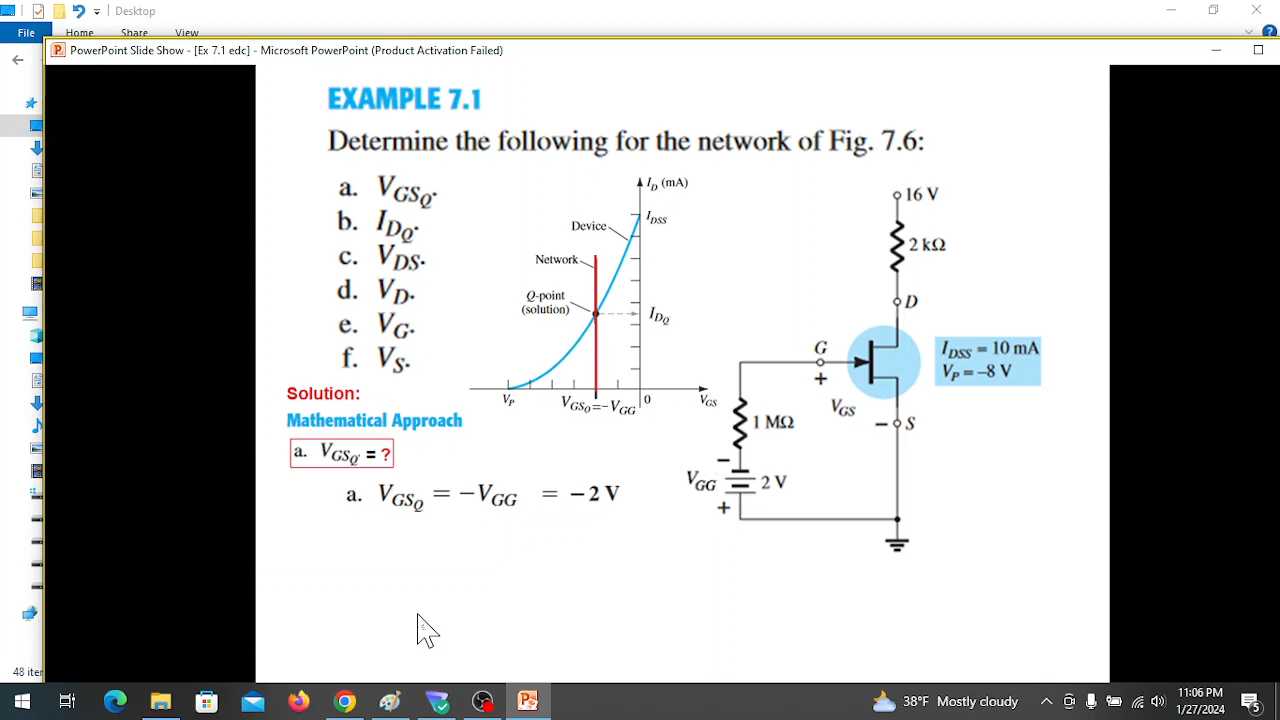 Desktop
File
Home
Share
View
PowerPoint Slide Show - [Ex 7.1 edc] - Microsoft PowerPoint (Product Activation Failed)
EXAMPLE 7.1
Determine the following for the network of Fig. 7.6:
a. VGSQ.
b. IDQ.
c. VDS.
d. VD.
e. VG.
f. VS.
ID (mA)
IDSS
Device
Network
Q-point
(solution)
IDQ
VP
VGSQ=-VGG
0
VGS
16 V
2 kΩ
D
G
+
VGS
-
S
IDSS = 10 mA
VP = -8 V
1 MΩ
-
VGG
2 V
+
Solution:
Mathematical Approach
a. VGSQ = ?
a. VGSQ = -VGG = -2 V
48 iter
38°F Mostly cloudy
11:06 PM
1/27/2024
5